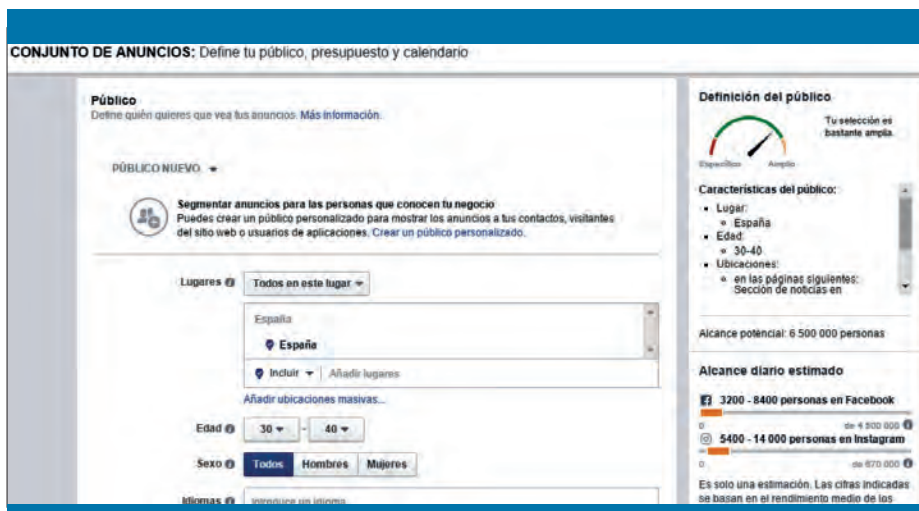 CONJUNTO DE ANUNCIOS: Define tu público, presupuesto y calendario
Público
Define quién quieres que vea tus anuncios. Más información.
PÚBLICO NUEVO
Segmentar anuncios para las personas que conocen tu negocio
Puedes crear un público personalizado para mostrar los anuncios a tus contactos, visitantes
del sitio web o usuarios de aplicaciones. Crear un público personalizado.
Lugares
Todos en este lugar
España
España
Incluir
Añadir lugares
Añadir ubicaciones masivas...
Edad
30 - 40
Sexo
Todos Hombres Mujeres
Idiomas
Introduce un idioma
Definición del público
Tu selección es
bastante amplia.
Específico Amplio
Características del público:
Lugar:
España
Edad:
30-40
Ubicaciones:
en las páginas siguientes:
Sección de noticias en
Alcance potencial: 6 500 000 personas
Alcance diario estimado
3200 - 8400 personas en Facebook
0 de 4 800 000
5400 - 14 000 personas en Instagram
0 de 670 000
Es solo una estimación. Las cifras indicadas
se basan en el rendimiento medio de los